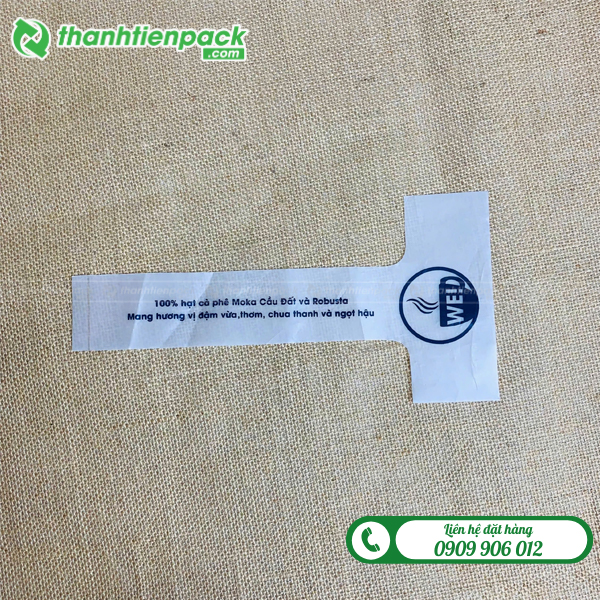 thanhtienpack
.com
100% hạt cà phê Moka Cầu Đất và Robusta
Mang hương vị đậm vừa,thơm, chua thanh và ngọt hậu
WED
Liên hệ đặt hàng
0909 906 012